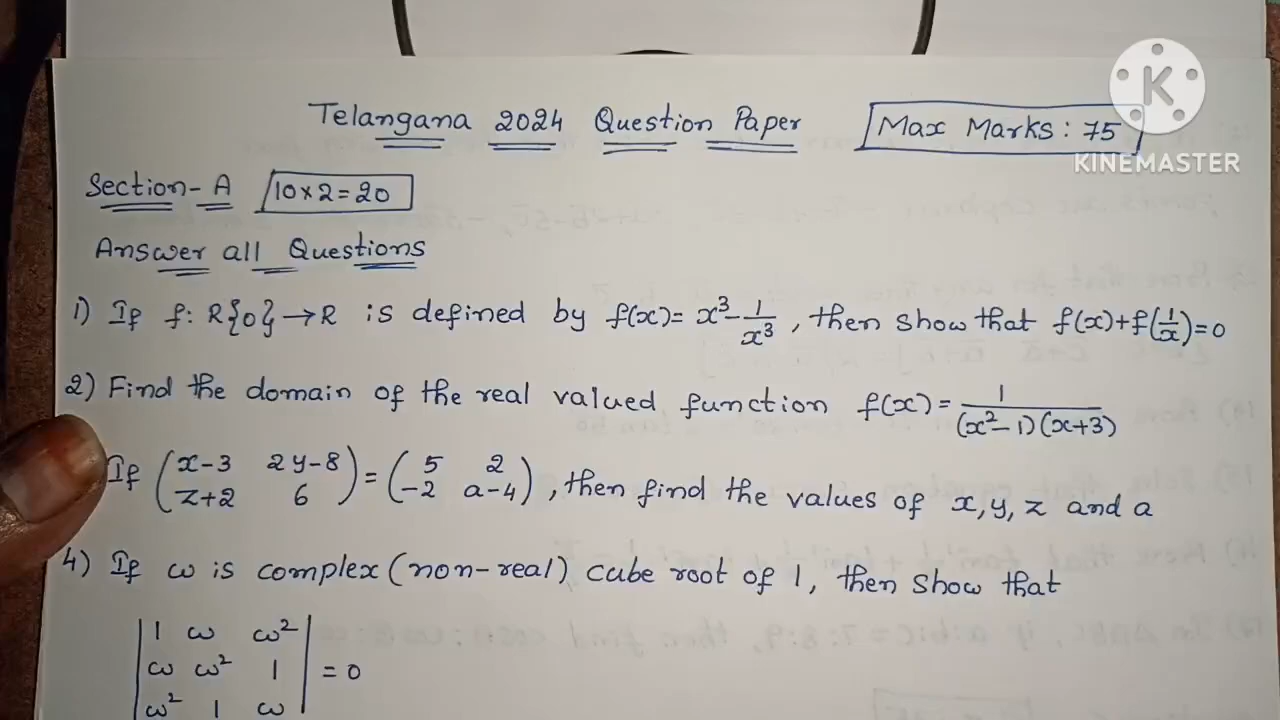 Telangana 2024 Question Paper
Max Marks: 75
K
KINEMASTER
Section-A 10×2=20
Answer all Questions
1) If f: R{0}→R is defined by f(x)= x³-1/x³, then show that f(x)+f(1/x)=0
2) Find the domain of the real valued function f(x)= 1/(x²-1)(x+3)
If (x-3 2y-8
z+2 6) = (5 2
-2 a-4), then find the values of x,y,z and a
4) If ω is complex (non-real) cube root of 1, then show that
|1 ω ω²|
|ω ω² 1| = 0
|ω² 1 ω|